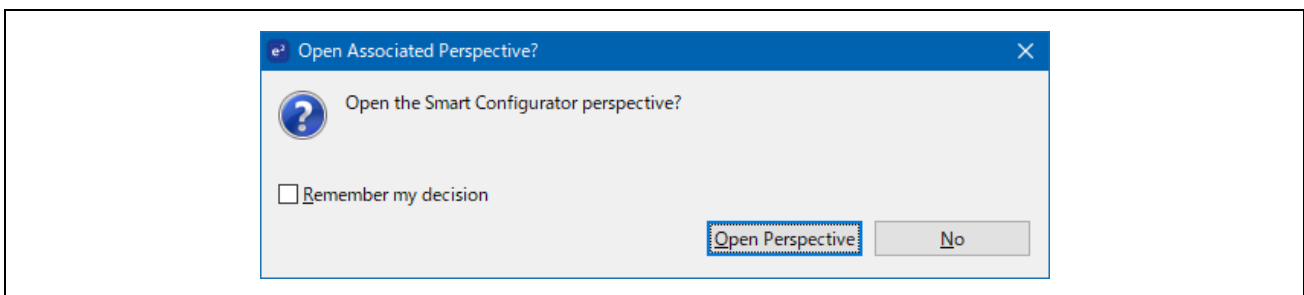 e² Open Associated Perspective?
Open the Smart Configurator perspective?
Remember my decision
Open Perspective No